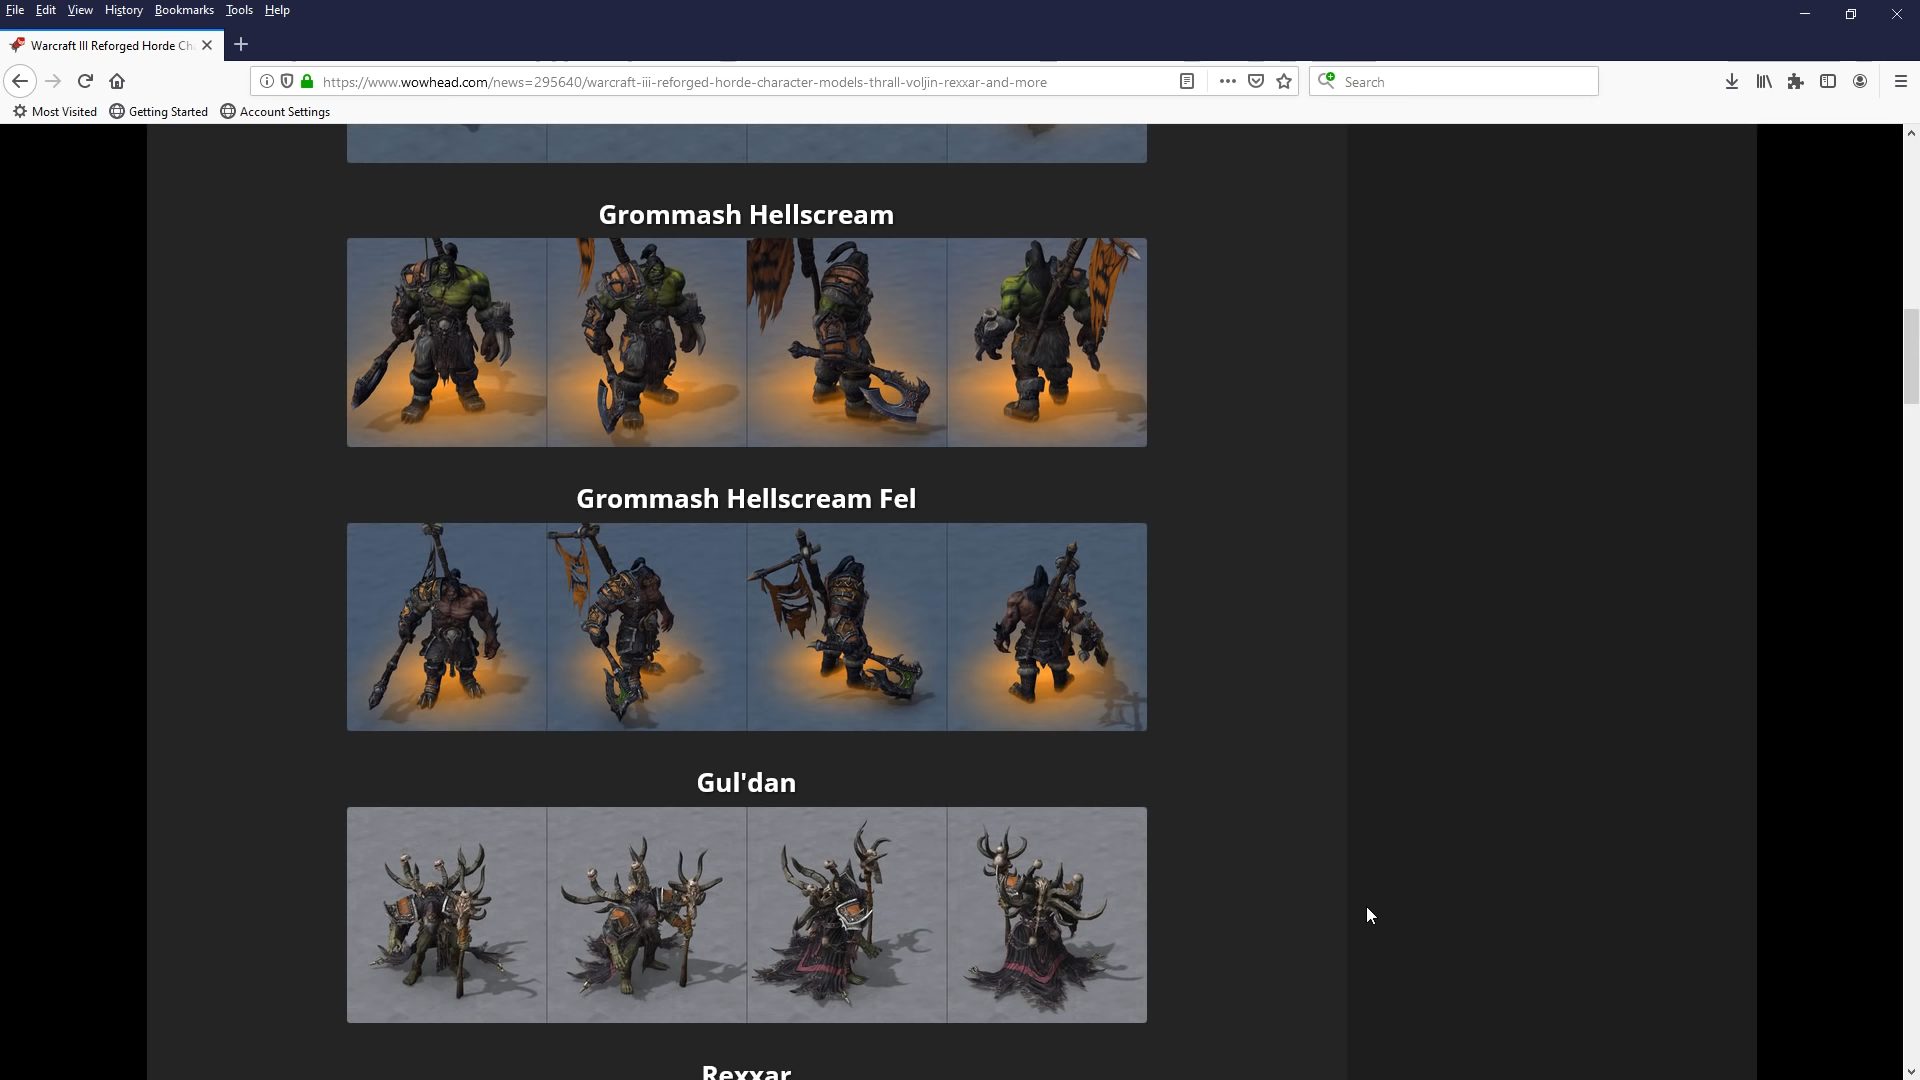 File Edit View History Bookmarks Tools Help
Warcraft III Reforged Horde Ch
https://www.wowhead.com/news=295640/warcraft-iii-reforged-horde-character-models-thrall-voljin-rexxar-and-more
Search
Most Visited Getting Started Account Settings
Grommash Hellscream
Grommash Hellscream Fel
Gul'dan
Rexxar